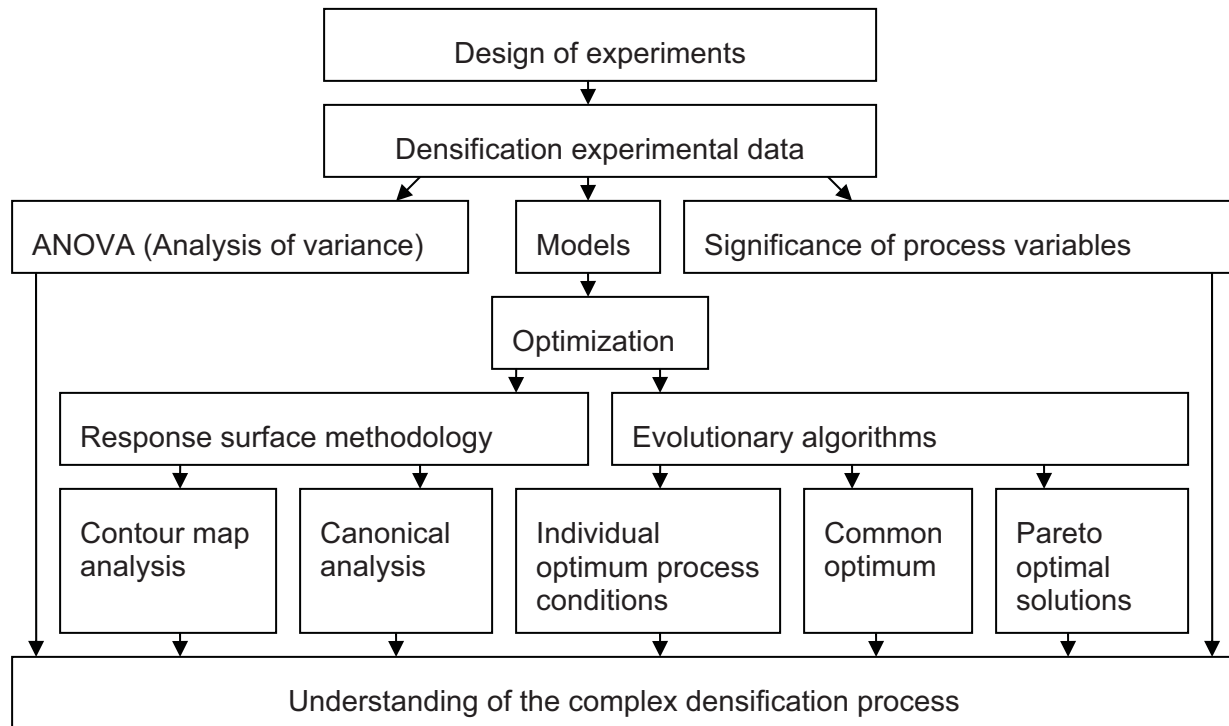 Design of experiments
Densification experimental data
ANOVA (Analysis of variance)
Models
Significance of process variables
Optimization
Response surface methodology
Evolutionary algorithms
Contour map
analysis
Canonical
analysis
Individual
optimum process
conditions
Common
optimum
Pareto
optimal
solutions
Understanding of the complex densification process